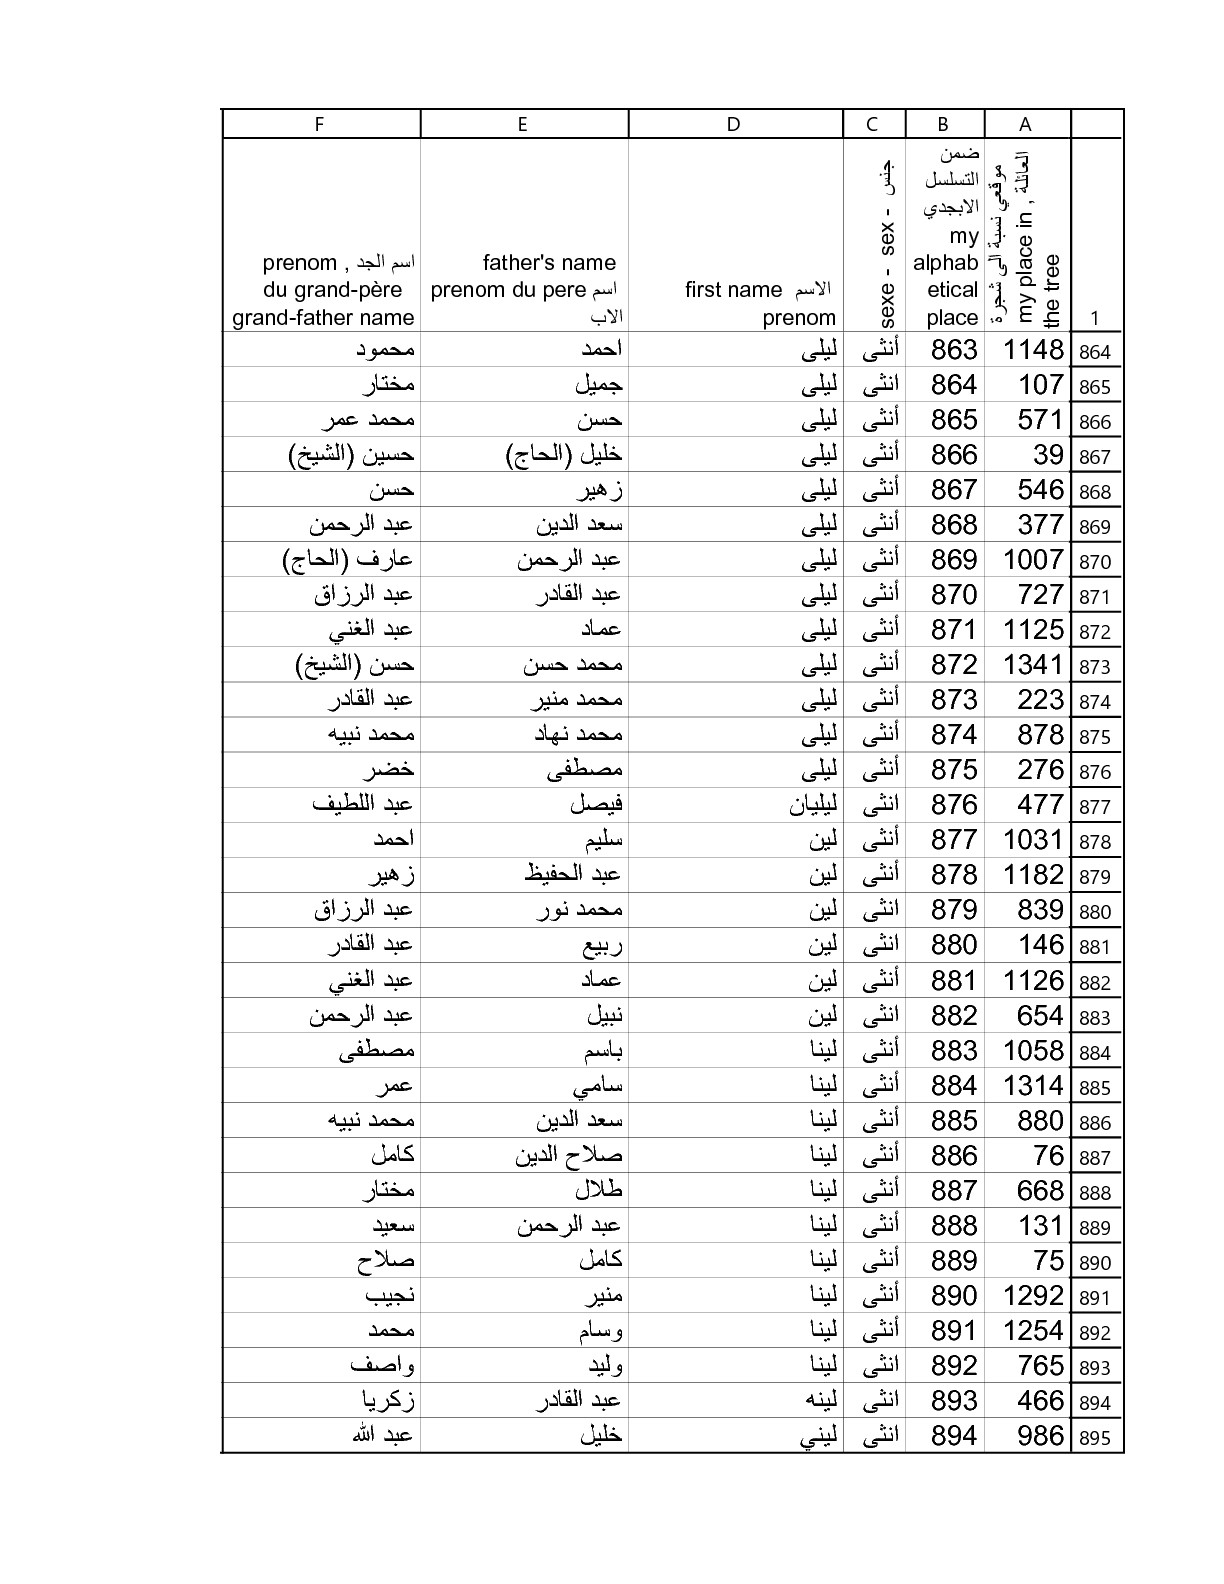 A B C D E F
1
موقعي نسبة الى شجرة
العائلة , my place in
the tree
ضمن
التسلسل
الابجدي
my
alphab
etical
place
sexe - sex - جنس
first name الاسم
prenom
father's name
prenom du pere اسم
الاب
prenom , اسم الجد
du grand-père
grand-father name
864 1148 863 أنثى ليلى احمد محمود
865 107 864 انثى ليلى جميل مختار
866 571 865 أنثى ليلى حسن محمد عمر
867 39 866 أنثى ليلى خليل (الحاج) حسين (الشيخ)
868 546 867 أنثى ليلى زهير حسن
869 377 868 أنثى ليلى سعد الدين عبد الرحمن
870 1007 869 أنثى ليلى عبد الرحمن عارف (الحاج)
871 727 870 أنثى ليلى عبد القادر عبد الرزاق
872 1125 871 أنثى ليلى عماد عبد الغني
873 1341 872 أنثى ليلى محمد حسن حسن (الشيخ)
874 223 873 أنثى ليلى محمد منير عبد القادر
875 878 874 أنثى ليلى محمد نهاد محمد نبيه
876 276 875 أنثى ليلى مصطفى خضر
877 477 876 انثى ليليان فيصل عبد اللطيف
878 1031 877 أنثى لين سليم احمد
879 1182 878 أنثى لين عبد الحفيظ زهير
880 839 879 انثى لين محمد نور عبد الرزاق
881 146 880 انثى لين ربيع عبد القادر
882 1126 881 أنثى لين عماد عبد الغني
883 654 882 انثى لين نبيل عبد الرحمن
884 1058 883 أنثى لينا باسم مصطفى
885 1314 884 أنثى لينا سامي عمر
886 880 885 أنثى لينا سعد الدين محمد نبيه
887 76 886 أنثى لينا صلاح الدين كامل
888 668 887 أنثى لينا طلال مختار
889 131 888 أنثى لينا عبد الرحمن سعيد
890 75 889 أنثى لينا كامل صلاح
891 1292 890 أنثى لينا منير نجيب
892 1254 891 أنثى لينا وسام محمد
893 765 892 انثى لينا وليد واصف
894 466 893 انثى لينه عبد القادر زكريا
895 986 894 انثى ليني خليل عبد الله